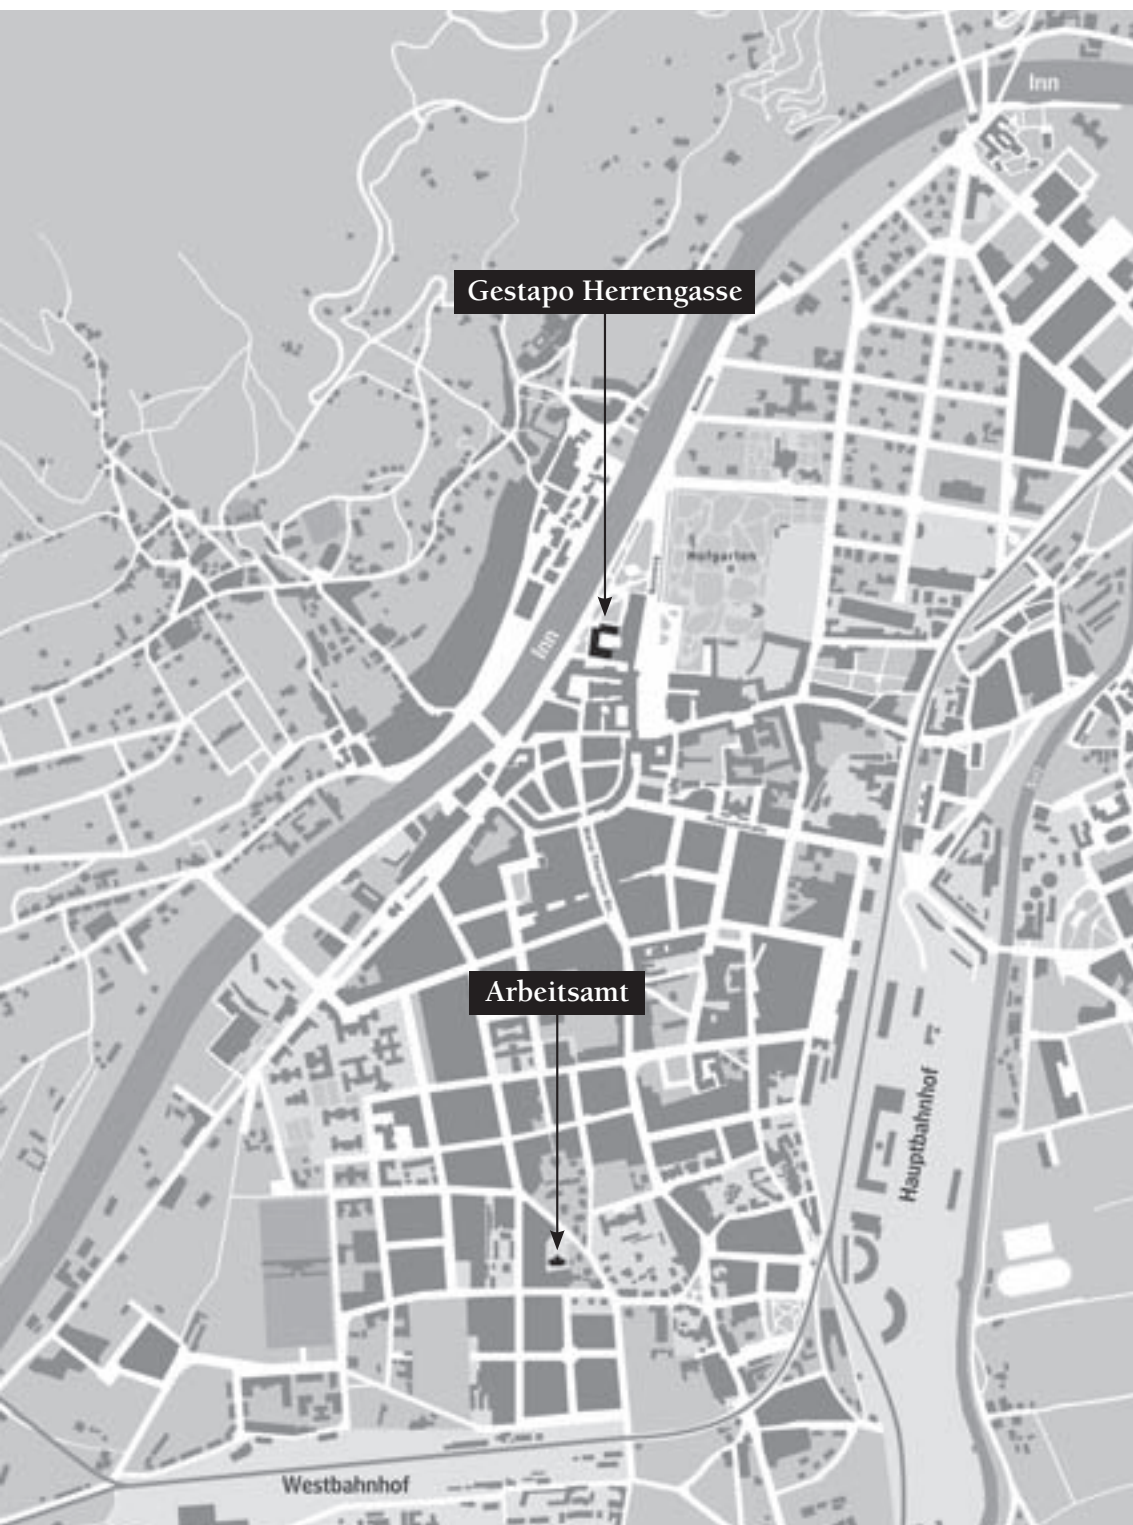 Inn
Gestapo Herrengasse
Hofgarten
Inn
Arbeitsamt
Hauptbahnhof
Westbahnhof